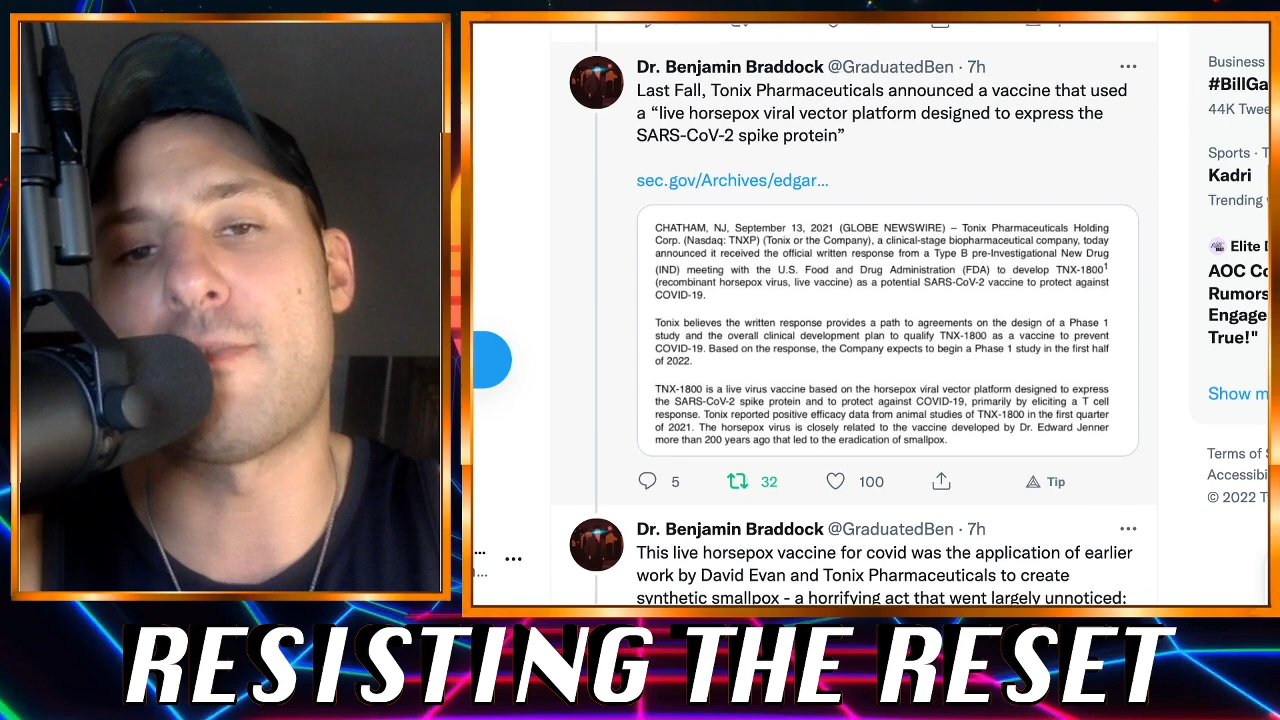 Dr. Benjamin Braddock @GraduatedBen · 7h
Last Fall, Tonix Pharmaceuticals announced a vaccine that used
a “live horsepox viral vector platform designed to express the
SARS-CoV-2 spike protein”
sec.gov/Archives/edgar...
CHATHAM, NJ, September 13, 2021 (GLOBE NEWSWIRE) – Tonix Pharmaceuticals Holding
Corp. (Nasdaq: TNXP) (Tonix or the Company), a clinical-stage biopharmaceutical company, today
announced it received the official written response from a Type B pre-Investigational New Drug
(IND) meeting with the U.S. Food and Drug Administration (FDA) to develop TNX-1800¹
(recombinant horsepox virus, live vaccine) as a potential SARS-CoV-2 vaccine to protect against
COVID-19.
Tonix believes the written response provides a path to agreements on the design of a Phase 1
study and the overall clinical development plan to qualify TNX-1800 as a vaccine to prevent
COVID-19. Based on the response, the Company expects to begin a Phase 1 study in the first half
of 2022.
TNX-1800 is a live virus vaccine based on the horsepox viral vector platform designed to express
the SARS-CoV-2 spike protein and to protect against COVID-19, primarily by eliciting a T cell
response. Tonix reported positive efficacy data from animal studies of TNX-1800 in the first quarter
of 2021. The horsepox virus is closely related to the vaccine developed by Dr. Edward Jenner
more than 200 years ago that led to the eradication of smallpox.
5 32 100 Tip
Dr. Benjamin Braddock @GraduatedBen · 7h
This live horsepox vaccine for covid was the application of earlier
work by David Evan and Tonix Pharmaceuticals to create
synthetic smallpox - a horrifying act that went largely unnoticed:
Business
#BillGa
44K Twee
Sports · T
Kadri
Trending
Elite D
AOC Co
Rumors
Engage
True!"
Show m
Terms of S
Accessibi
© 2022 T
RESISTING THE RESET